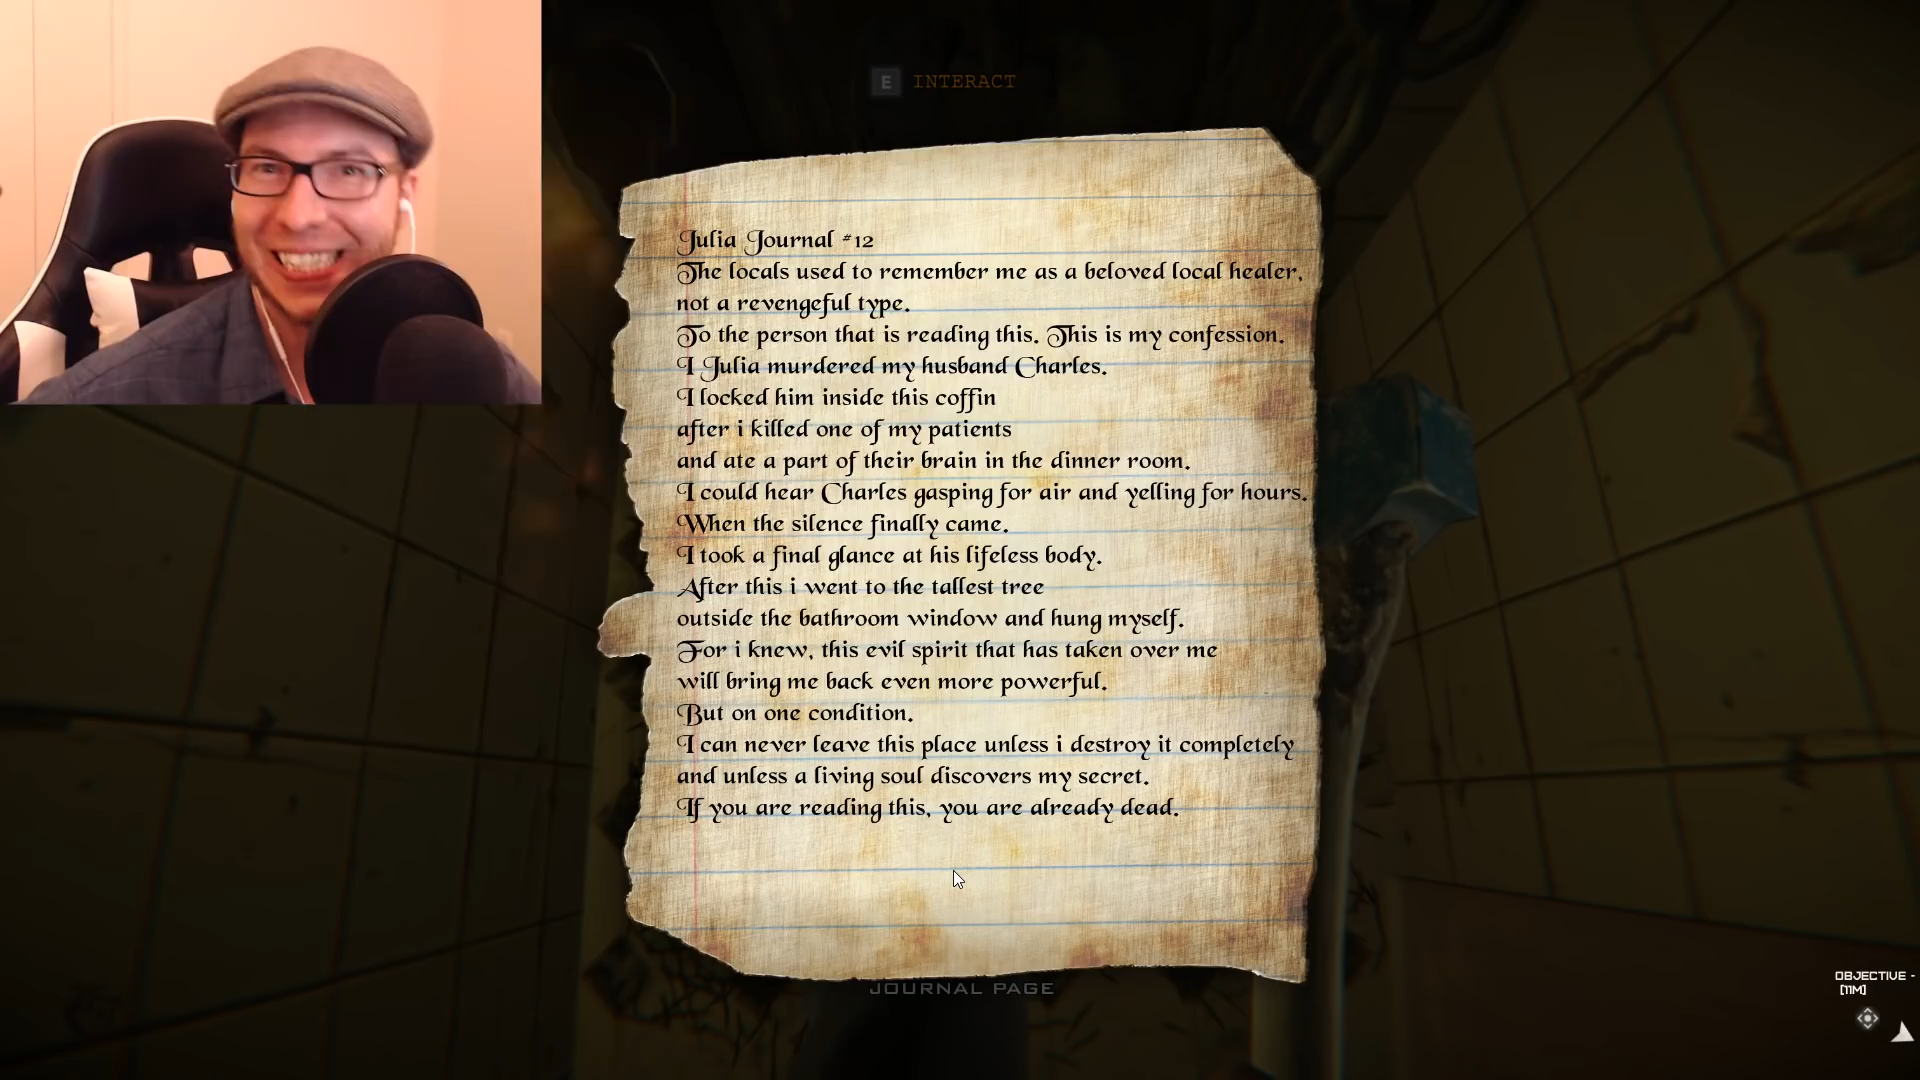 E INTERACT
Julia Journal #12
The locals used to remember me as a beloved local healer,
not a revengeful type.
To the person that is reading this. This is my confession.
I Julia murdered my husband Charles.
I locked him inside this coffin
after i killed one of my patients
and ate a part of their brain in the dinner room.
I could hear Charles gasping for air and yelling for hours.
When the silence finally came.
I took a final glance at his lifeless body.
After this i went to the tallest tree
outside the bathroom window and hung myself.
For i knew, this evil spirit that has taken over me
will bring me back even more powerful.
But on one condition.
I can never leave this place unless i destroy it completely
and unless a living soul discovers my secret.
If you are reading this, you are already dead.
JOURNAL PAGE
OBJECTIVE -
[11M]